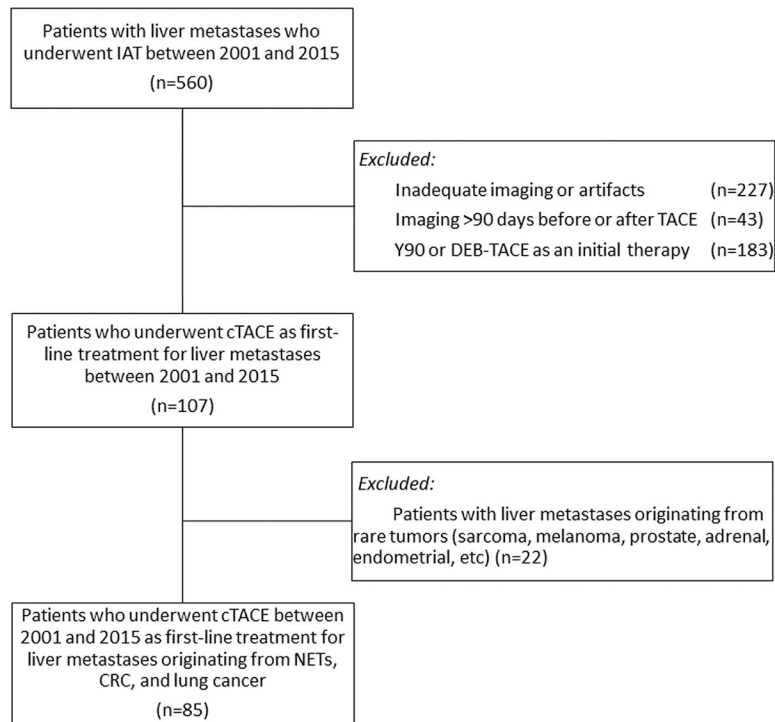 Patients with liver metastases who
underwent IAT between 2001 and 2015
(n=560)
Excluded:
Inadequate imaging or artifacts (n=227)
Imaging >90 days before or after TACE (n=43)
Y90 or DEB-TACE as an initial therapy (n=183)
Patients who underwent cTACE as first-
line treatment for liver metastases
between 2001 and 2015
(n=107)
Excluded:
Patients with liver metastases originating from
rare tumors (sarcoma, melanoma, prostate, adrenal,
endometrial, etc) (n=22)
Patients who underwent cTACE between
2001 and 2015 as first-line treatment for
liver metastases originating from NETs,
CRC, and lung cancer
(n=85)